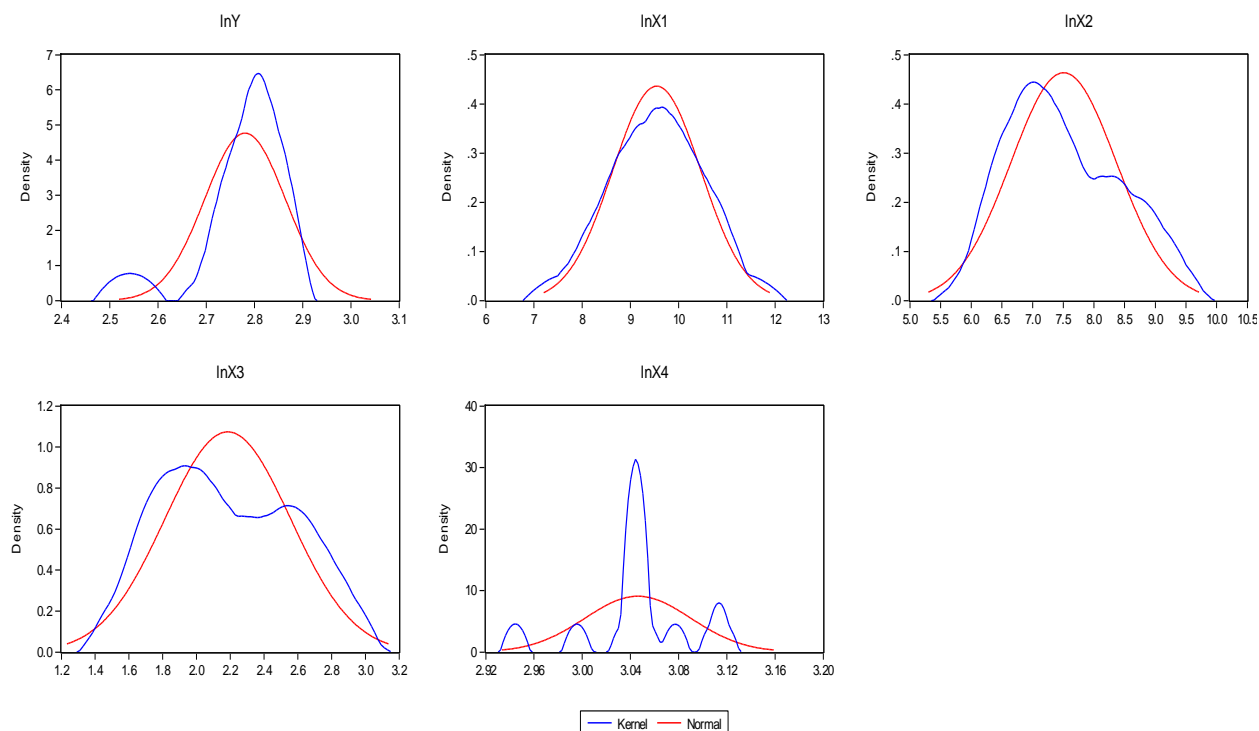 lnY
lnX1
lnX2
7
6
5
4
3
2
1
0
Density
2.4 2.5 2.6 2.7 2.8 2.9 3.0 3.1
.5
.4
.3
.2
.1
.0
Density
6 7 8 9 10 11 12 13
.5
.4
.3
.2
.1
.0
Density
5.0 5.5 6.0 6.5 7.0 7.5 8.0 8.5 9.0 9.5 10.0 10.5
lnX3
lnX4
1.2
1.0
0.8
0.6
0.4
0.2
0.0
Density
1.2 1.4 1.6 1.8 2.0 2.2 2.4 2.6 2.8 3.0 3.2
40
30
20
10
0
Density
2.92 2.96 3.00 3.04 3.08 3.12 3.16 3.20
Kernel Normal